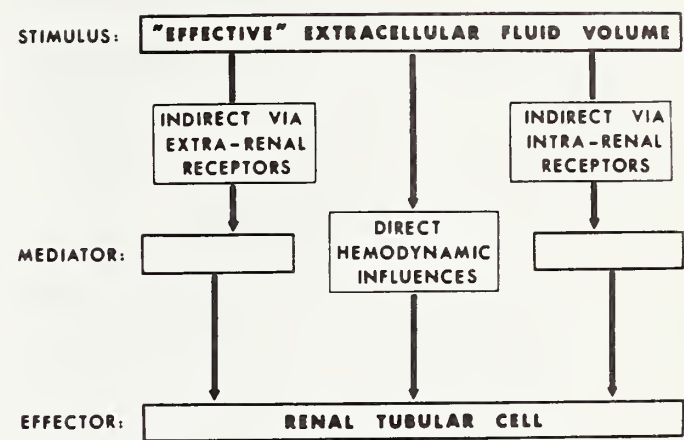 STIMULUS: "EFFECTIVE" EXTRACELLULAR FLUID VOLUME
INDIRECT VIA
EXTRA-RENAL
RECEPTORS
INDIRECT VIA
INTRA-RENAL
RECEPTORS
MEDIATOR:
DIRECT
HEMODYNAMIC
INFLUENCES
EFFECTOR: RENAL TUBULAR CELL